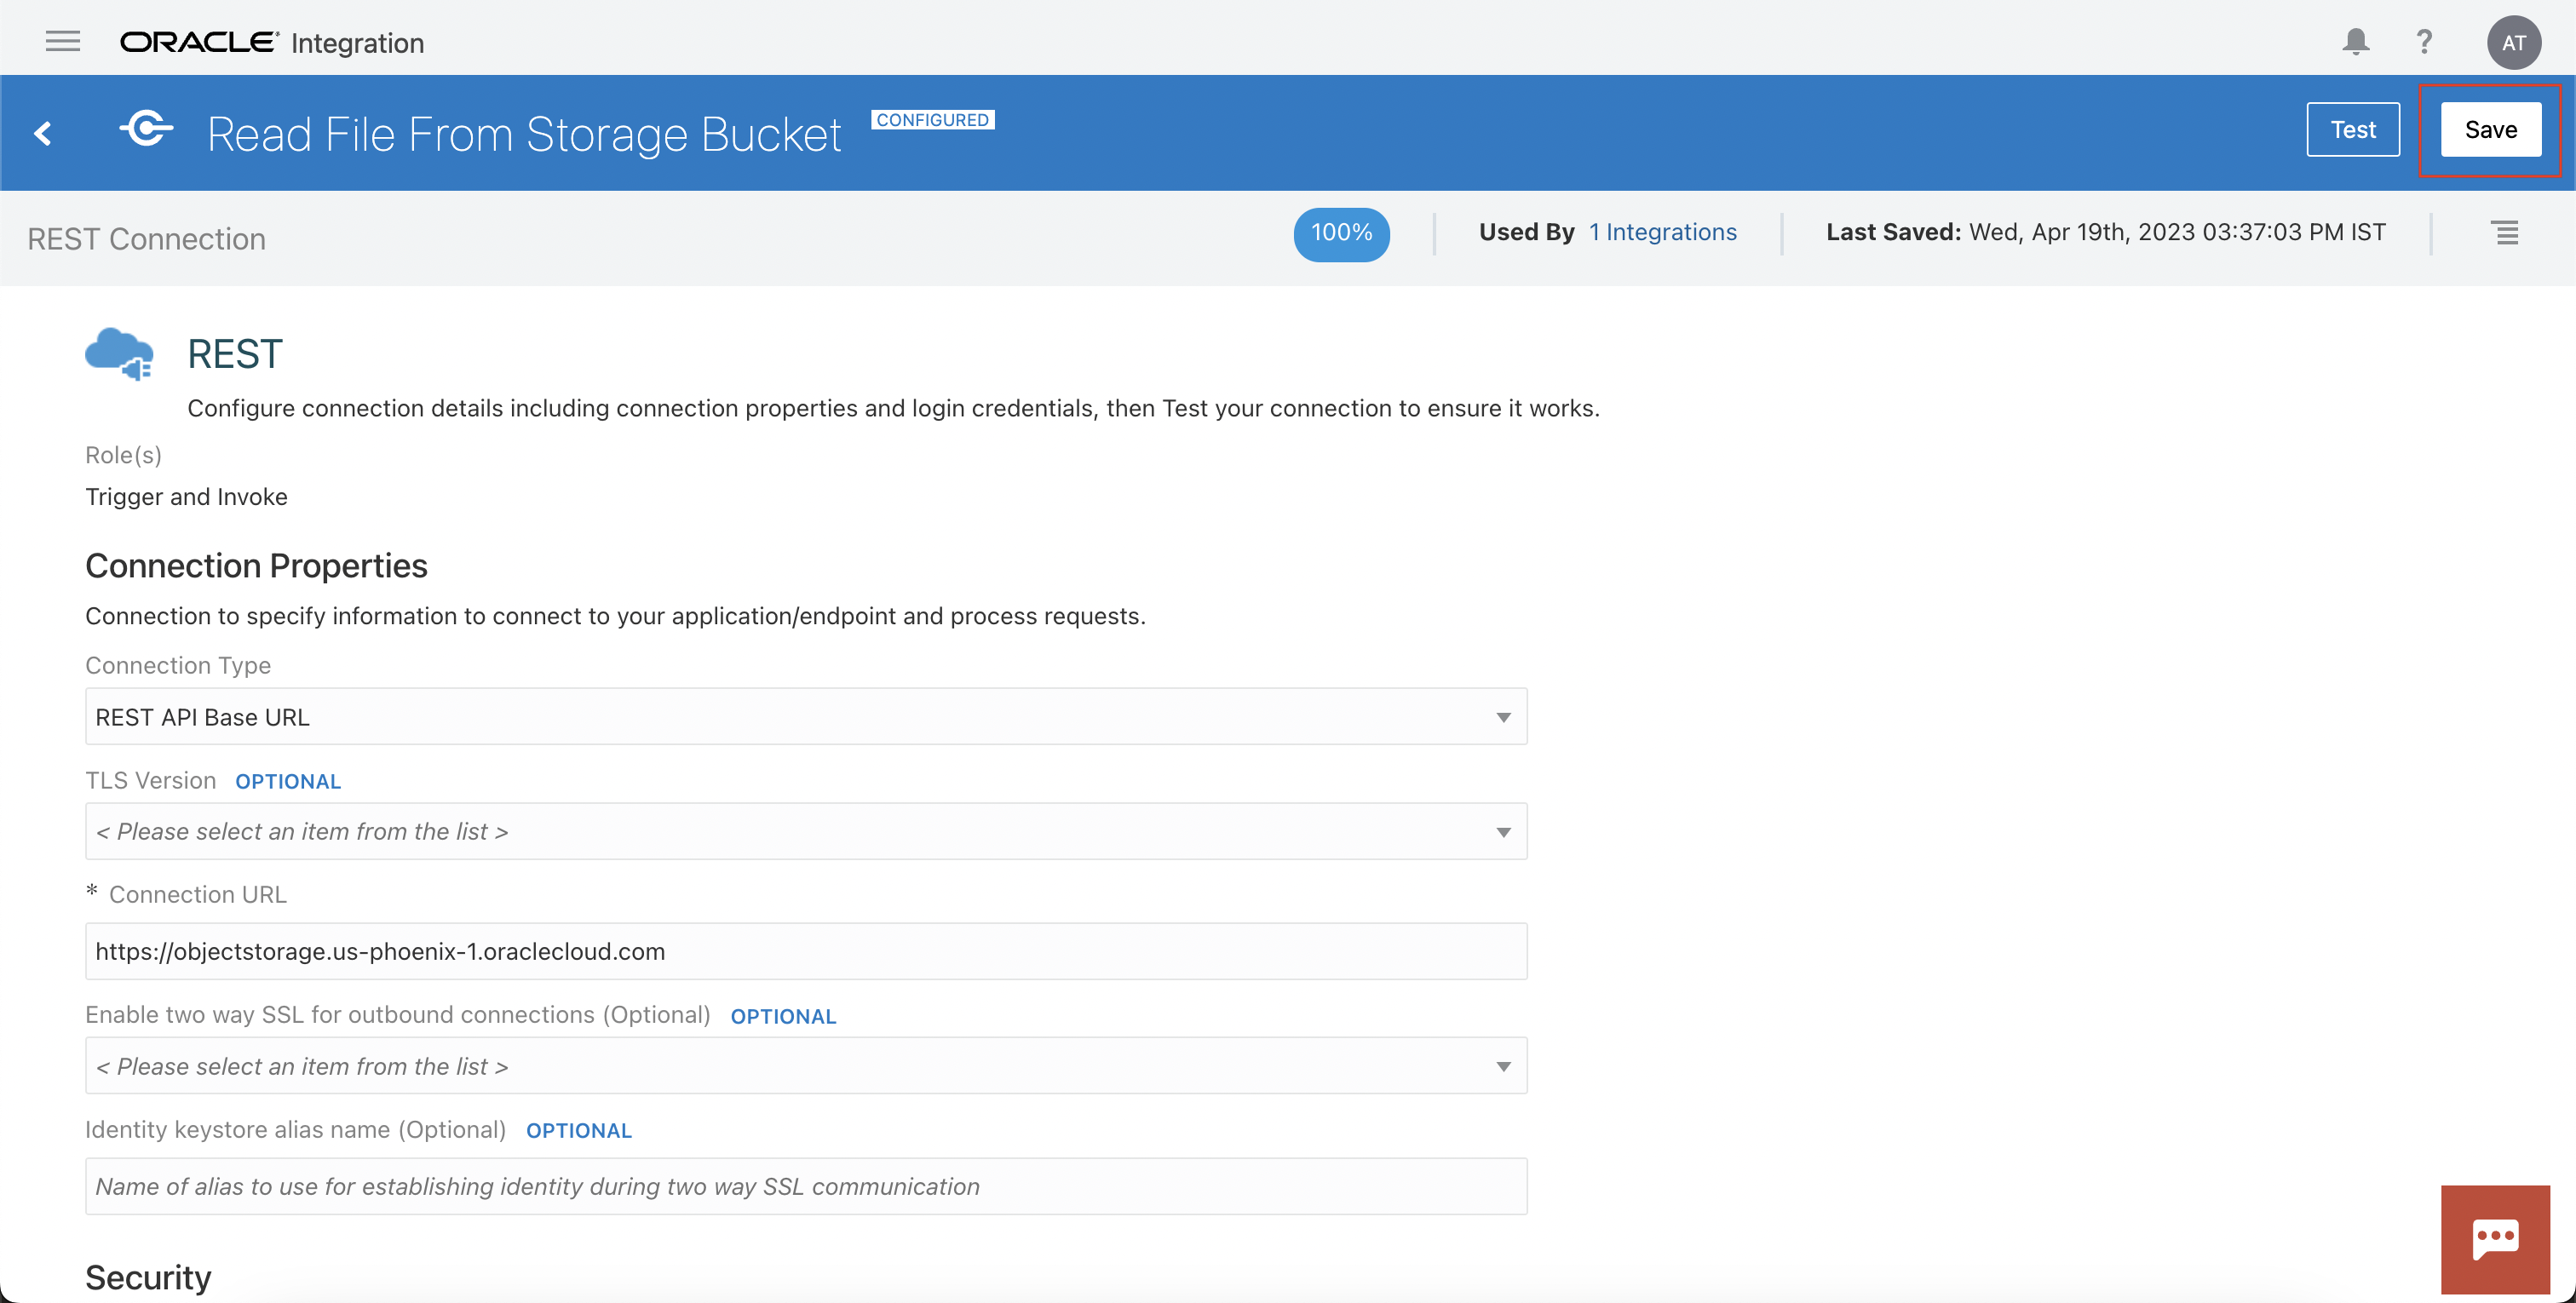 ORACLE Integration
?
AT
Read File From Storage Bucket CONFIGURED
Test
Save
REST Connection
100%
Used By 1 Integrations
Last Saved: Wed, Apr 19th, 2023 03:37:03 PM IST
REST
Configure connection details including connection properties and login credentials, then Test your connection to ensure it works.
Role(s)
Trigger and Invoke
Connection Properties
Connection to specify information to connect to your application/endpoint and process requests.
Connection Type
REST API Base URL
TLS Version OPTIONAL
< Please select an item from the list >
* Connection URL
https://objectstorage.us-phoenix-1.oraclecloud.com
Enable two way SSL for outbound connections (Optional) OPTIONAL
< Please select an item from the list >
Identity keystore alias name (Optional) OPTIONAL
Name of alias to use for establishing identity during two way SSL communication
Security